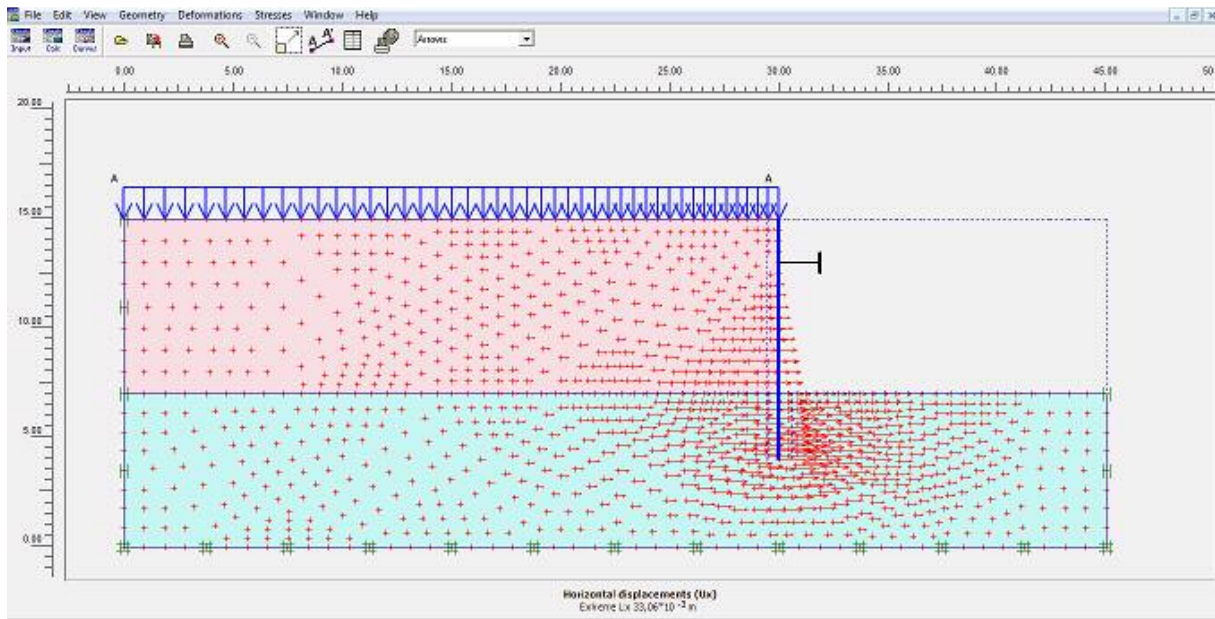 File Edit View Geometry Deformations Stresses Window Help
Input Calc Output Arrows
0.00 5.00 10.00 15.00 20.00 25.00 30.00 35.00 40.00 45.00 50
20.00
A A
15.00
10.00
5.00
0.00
Horizontal displacements (Ux)
Extreme Ux 33,06*10 -3 m